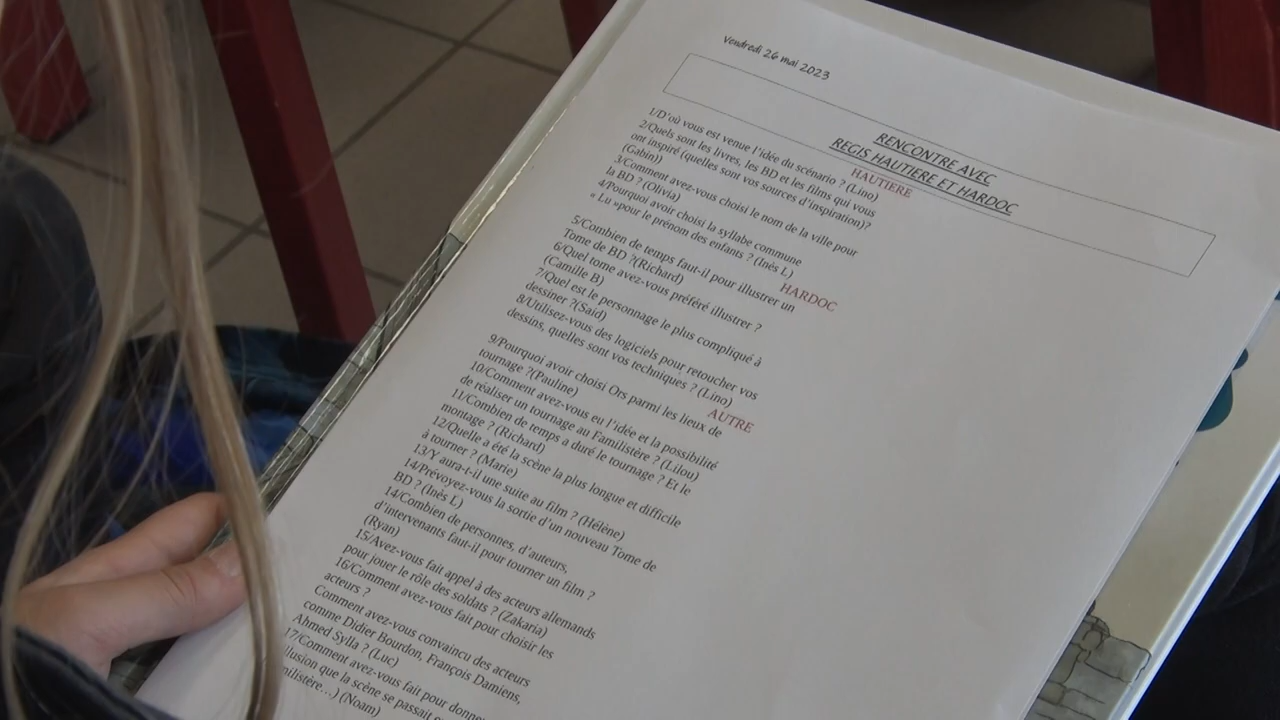 Vendredi 26 mai 2023
RENCONTRE AVEC
REGIS HAUTIERE ET HARDOC
HAUTIERE
1/D'où vous est venue l'idée du scénario ? (Lino)
2/Quels sont les livres, les BD et les films qui vous
ont inspiré (quelles sont vos sources d'inspiration)?
(Gabin))
3/Comment avez-vous choisi le nom de la ville pour
la BD ? (Olivia)
4/Pourquoi avoir choisi la syllabe commune
« Lu »pour le prénom des enfants ? (Inés L)
HARDOC
5/Combien de temps faut-il pour illustrer un
Tome de BD ?(Richard)
6/Quel tome avez-vous préféré illustrer ?
(Camille B)
7/Quel est le personnage le plus compliqué à
dessiner ?(Said)
8/Utilisez-vous des logiciels pour retoucher vos
dessins, quelles sont vos techniques ? (Lino)
AUTRE
9/Pourquoi avoir choisi Ors parmi les lieux de
tournage ?(Pauline)
10/Comment avez-vous eu l'idée et la possibilité
de réaliser un tournage au Familistère ? (Lilou)
11/Combien de temps a duré le tournage ? Et le
montage ? (Richard)
12/Quelle a été la scène la plus longue et difficile
à tourner ? (Marie)
13/Y aura-t-il une suite au film ? (Hélène)
14/Prévoyez-vous la sortie d'un nouveau Tome de
BD ? (Inés L)
14/Combien de personnes, d'auteurs,
d'intervenants faut-il pour tourner un film ?
(Ryan)
15/Avez-vous fait appel à des acteurs allemands
pour jouer le rôle des soldats ? (Zakaria)
16/Comment avez-vous fait pour choisir les
acteurs ?
Comment avez-vous convaincu des acteurs
comme Didier Bourdon, François Damiens,
Ahmed Sylla ? (Luc)
17/Comment avez-vous fait pour donne
llusion que la scène se passait
milistère...) (Noam)